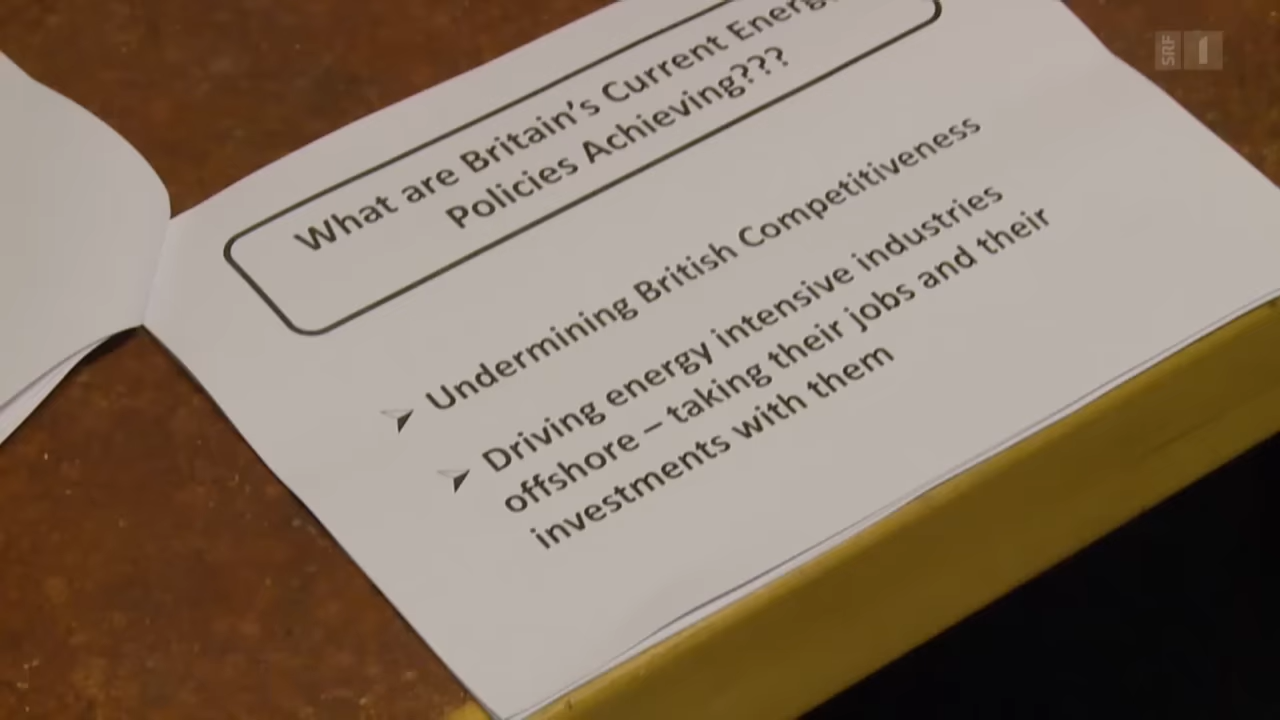 What are Britain's Current Energy
Policies Achieving???
Undermining British Competitiveness
Driving energy intensive industries
offshore – taking their jobs and their
investments with them
SRF 1